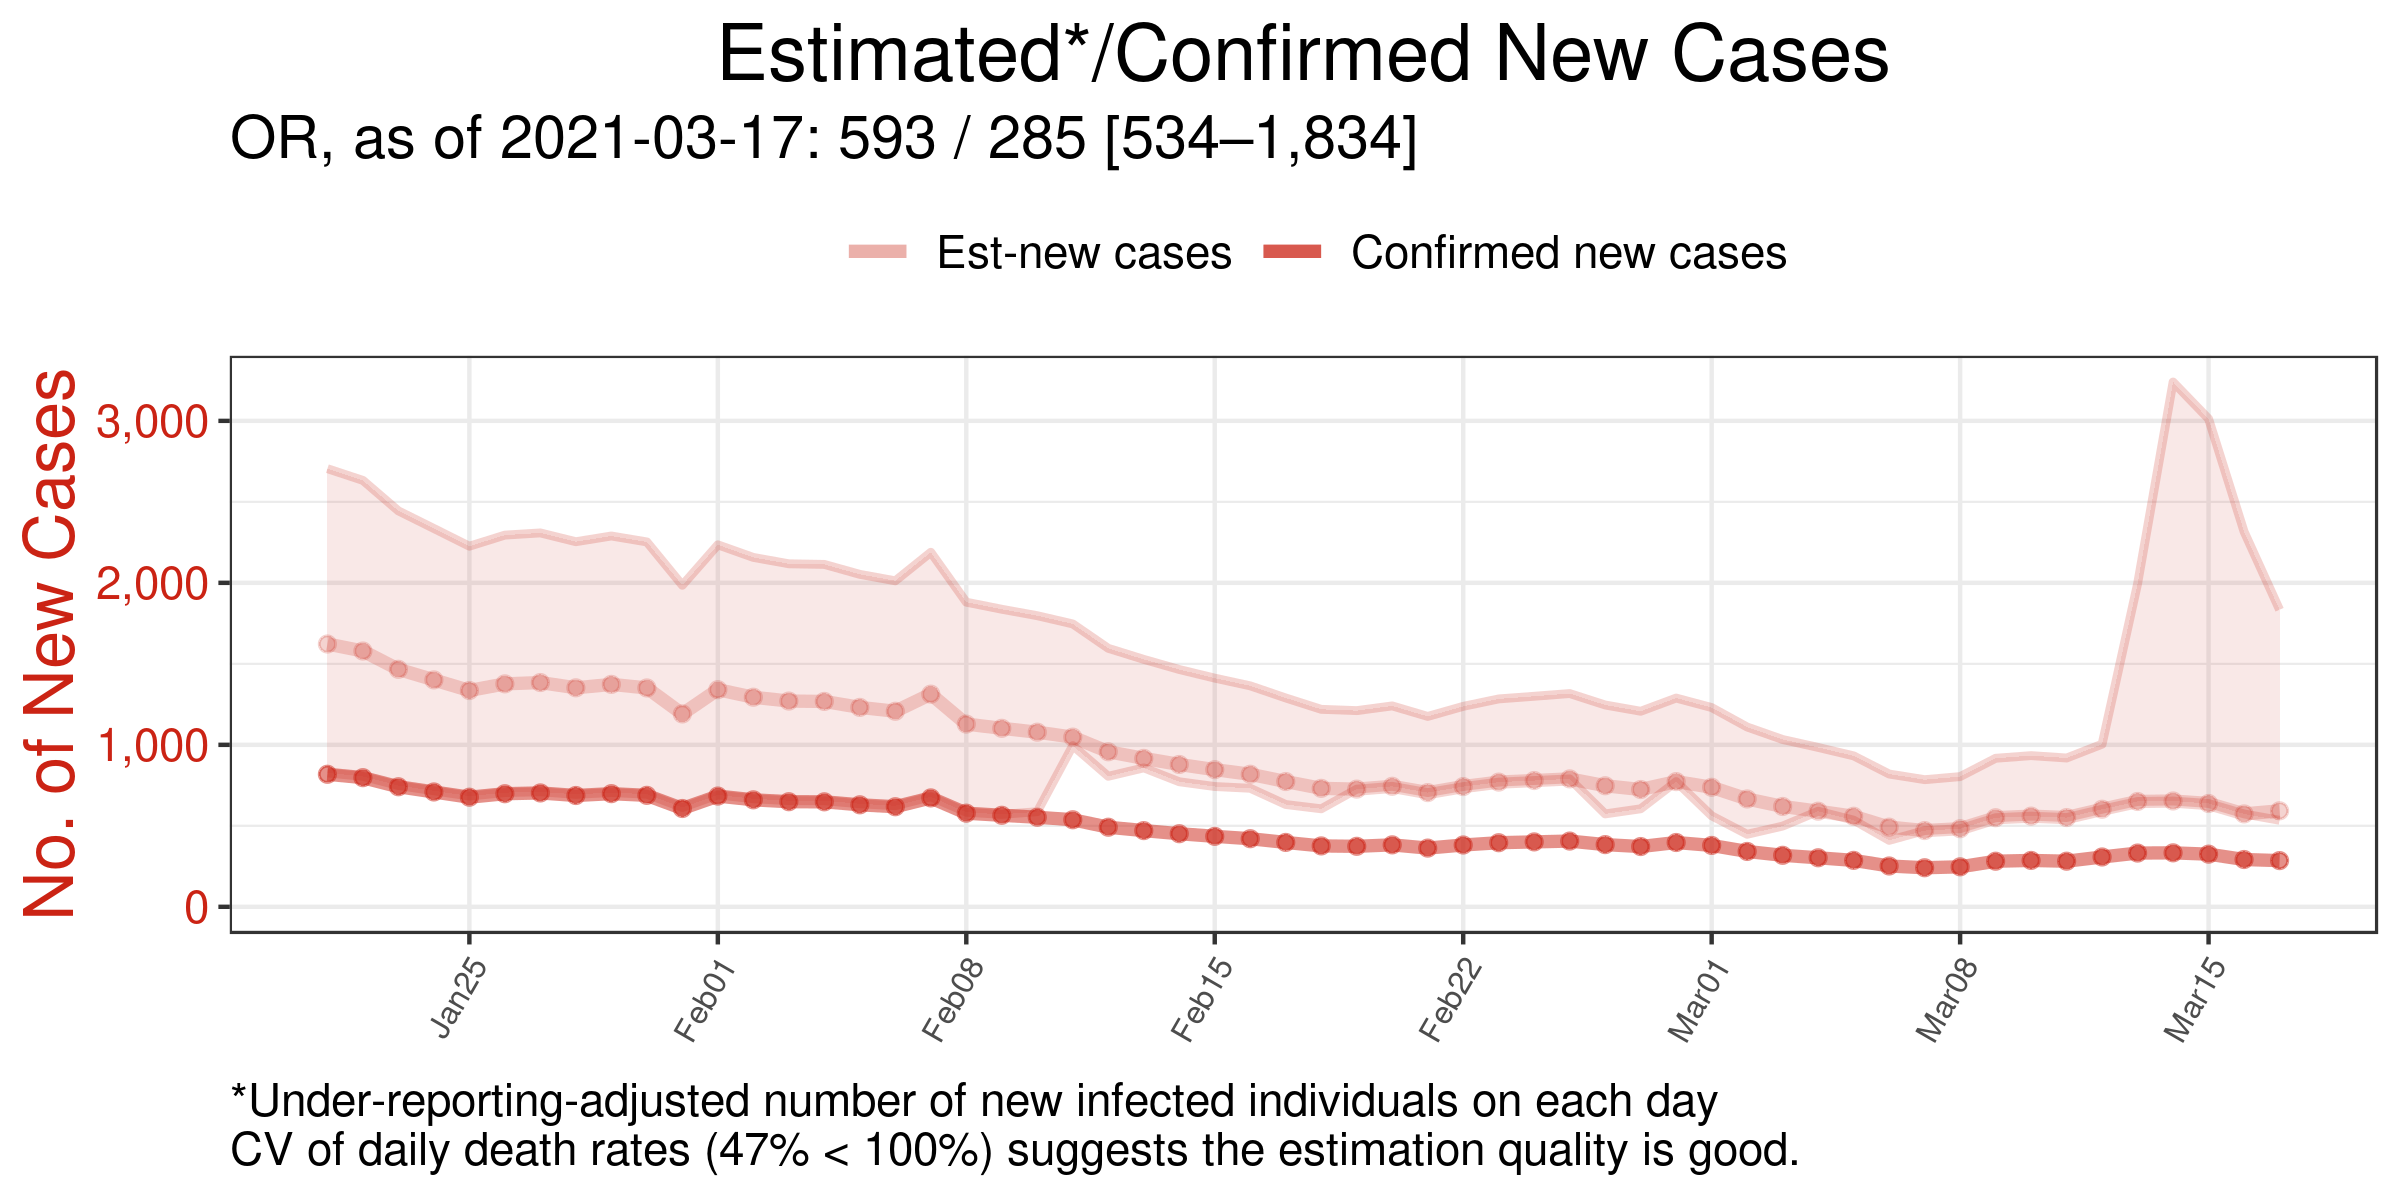 Estimated*/Confirmed New Cases
OR, as of 2021-03-17: 593 / 285 [534–1,834]
Est-new cases
Confirmed new cases
No. of New Cases
3,000
2,000
1,000
0
Jan25
Feb01
Feb08
Feb15
Feb22
Mar01
Mar08
Mar15
*Under-reporting-adjusted number of new infected individuals on each day
CV of daily death rates (47% < 100%) suggests the estimation quality is good.